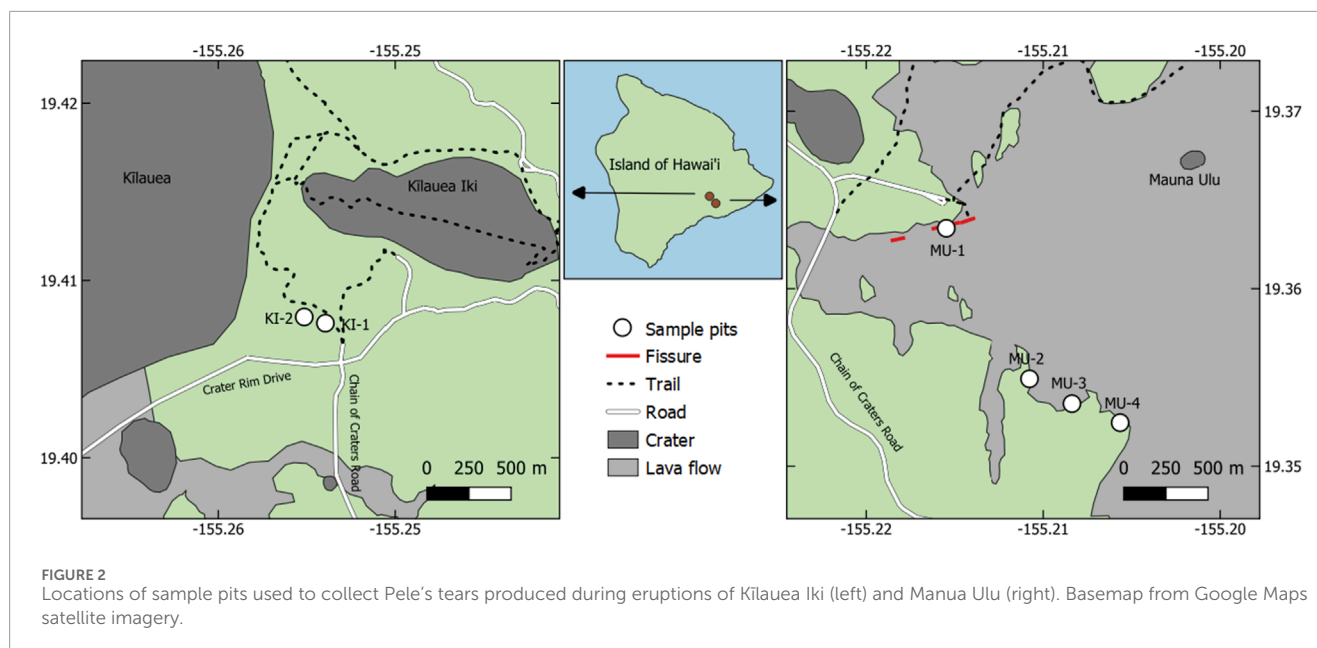 -155.26
-155.25
19.42
19.41
19.40
Kīlauea
Kīlauea Iki
KI-2
KI-1
Crater Rim Drive
Chain of Craters Road
0 250 500 m
-155.26
-155.25
Island of Hawai'i
Sample pits
Fissure
Trail
Road
Crater
Lava flow
-155.22
-155.21
-155.20
19.37
19.36
19.35
Mauna Ulu
MU-1
MU-2
MU-3
MU-4
Chain of Craters Road
0 250 500 m
-155.22
-155.21
-155.20
FIGURE 2
Locations of sample pits used to collect Pele's tears produced during eruptions of Kīlauea Iki (left) and Manua Ulu (right). Basemap from Google Maps
satellite imagery.